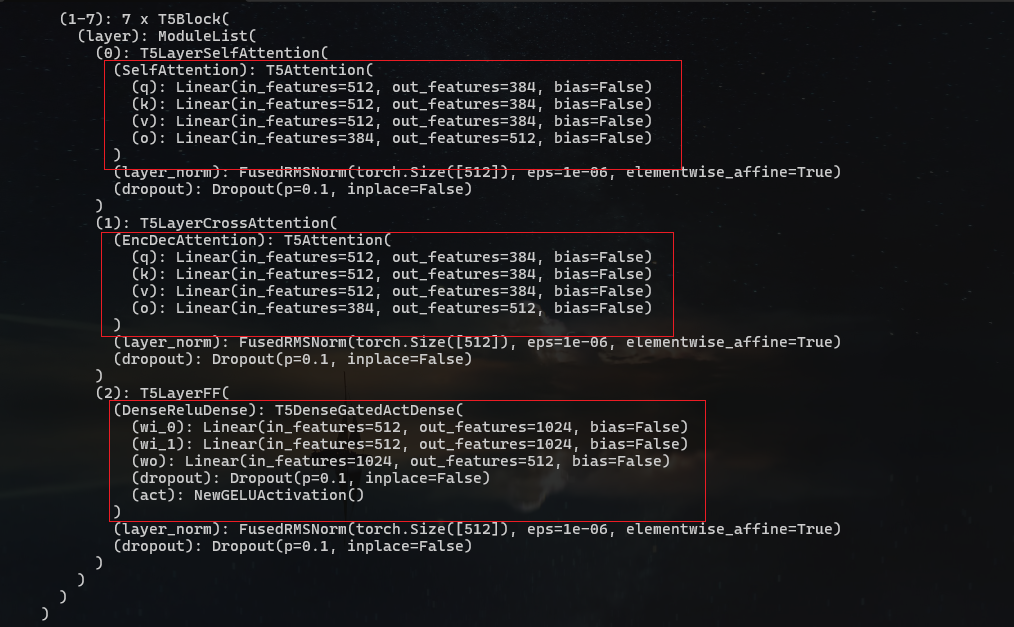 (1-7): 7 x T5Block(
(layer): ModuleList(
(0): T5LayerSelfAttention(
(SelfAttention): T5Attention(
(q): Linear(in_features=512, out_features=384, bias=False)
(k): Linear(in_features=512, out_features=384, bias=False)
(v): Linear(in_features=512, out_features=384, bias=False)
(o): Linear(in_features=384, out_features=512, bias=False)
)
(layer_norm): FusedRMSNorm(torch.Size([512]), eps=1e-06, elementwise_affine=True)
(dropout): Dropout(p=0.1, inplace=False)
)
(1): T5LayerCrossAttention(
(EncDecAttention): T5Attention(
(q): Linear(in_features=512, out_features=384, bias=False)
(k): Linear(in_features=512, out_features=384, bias=False)
(v): Linear(in_features=512, out_features=384, bias=False)
(o): Linear(in_features=384, out_features=512, bias=False)
)
(layer_norm): FusedRMSNorm(torch.Size([512]), eps=1e-06, elementwise_affine=True)
(dropout): Dropout(p=0.1, inplace=False)
)
(2): T5LayerFF(
(DenseReluDense): T5DenseGatedActDense(
(wi_0): Linear(in_features=512, out_features=1024, bias=False)
(wi_1): Linear(in_features=512, out_features=1024, bias=False)
(wo): Linear(in_features=1024, out_features=512, bias=False)
(dropout): Dropout(p=0.1, inplace=False)
(act): NewGELUActivation()
)
(layer_norm): FusedRMSNorm(torch.Size([512]), eps=1e-06, elementwise_affine=True)
(dropout): Dropout(p=0.1, inplace=False)
)
)
)
)